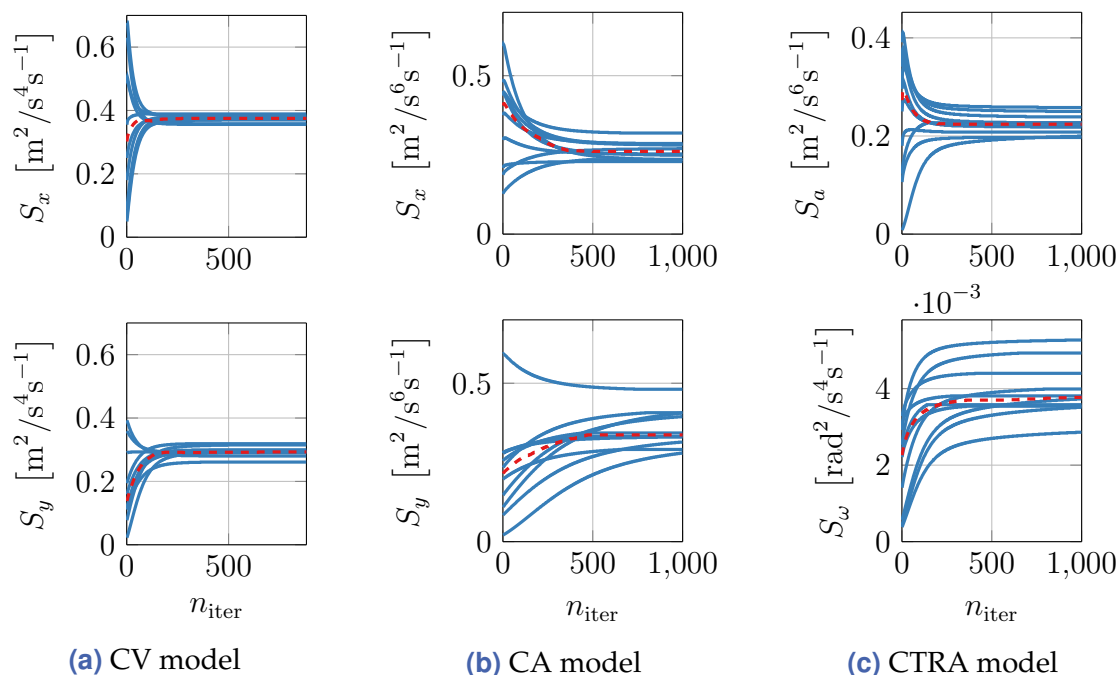 S_x [m²/s⁴s⁻¹]
0.6
0.4
0.2
0
0 500
S_x [m²/s⁶s⁻¹]
0.5
0
0 500 1,000
S_a [m²/s⁶s⁻¹]
0.4
0.2
0
0 500 1,000
S_y [m²/s⁴s⁻¹]
0.6
0.4
0.2
0
0 500
n_iter
S_y [m²/s⁶s⁻¹]
0.5
0
0 500 1,000
n_iter
·10⁻³
S_ω [rad²/s⁴s⁻¹]
4
2
0
0 500 1,000
n_iter
(a) CV model
(b) CA model
(c) CTRA model